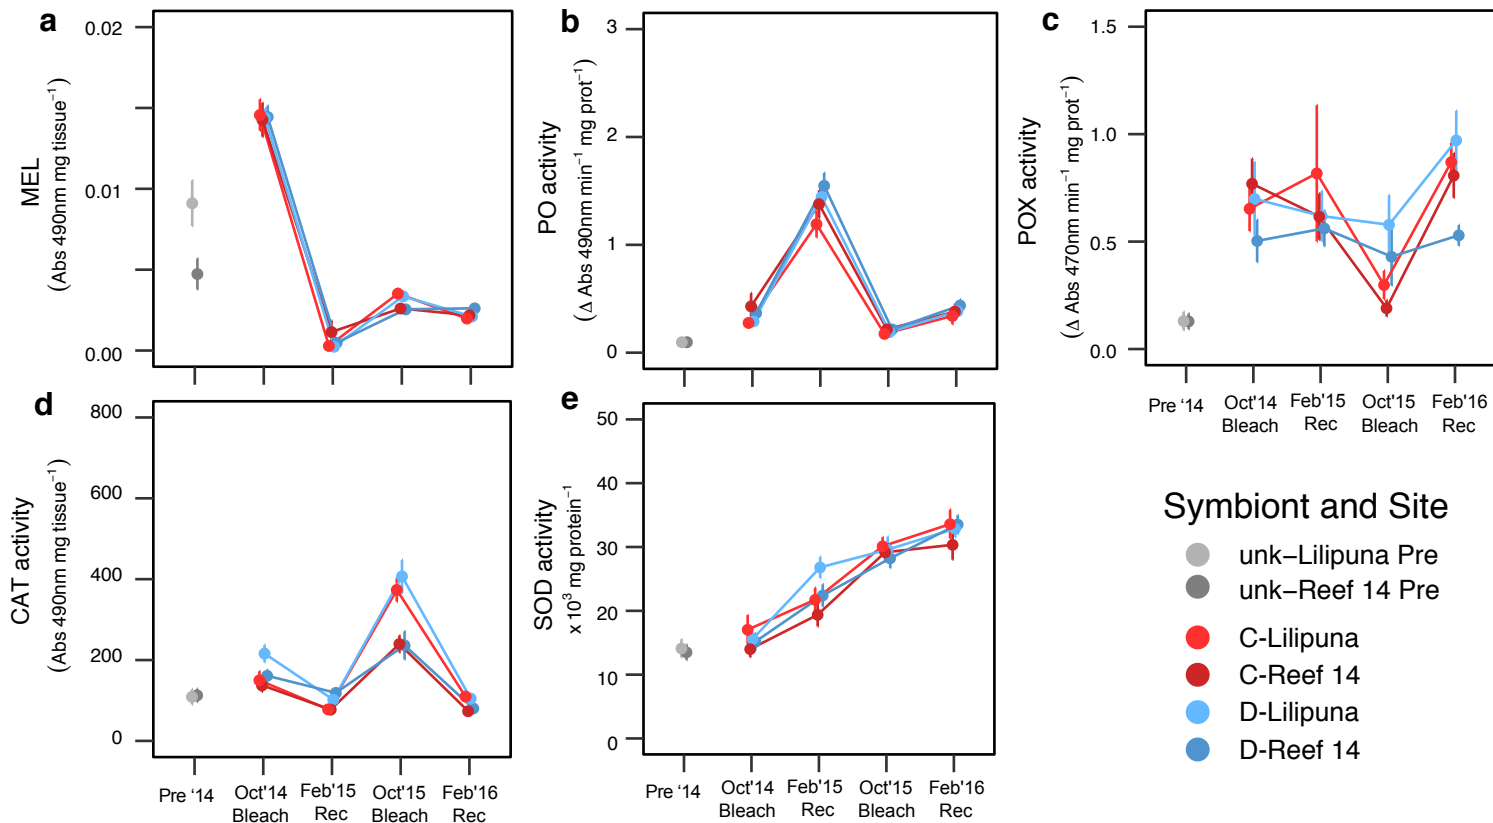 a
MEL
(Abs 490nm mg tissue⁻¹)
0.02
0.01
0.00
b
PO activity
(Δ Abs 490nm min⁻¹ mg prot⁻¹)
3
2
1
0
c
POX activity
(Δ Abs 470nm min⁻¹ mg prot⁻¹)
1.5
1.0
0.5
0.0
Pre ‘14
Oct'14
Bleach
Feb'15
Rec
Oct'15
Bleach
Feb'16
Rec
d
CAT activity
(Abs 490nm mg tissue⁻¹)
800
600
400
200
0
Pre ‘14
Oct'14
Bleach
Feb'15
Rec
Oct'15
Bleach
Feb'16
Rec
e
SOD activity
x 10³ mg protein⁻¹
50
40
30
20
10
0
Pre ‘14
Oct'14
Bleach
Feb'15
Rec
Oct'15
Bleach
Feb'16
Rec
Symbiont and Site
unk−Lilipuna Pre
unk−Reef 14 Pre
C-Lilipuna
C-Reef 14
D-Lilipuna
D-Reef 14